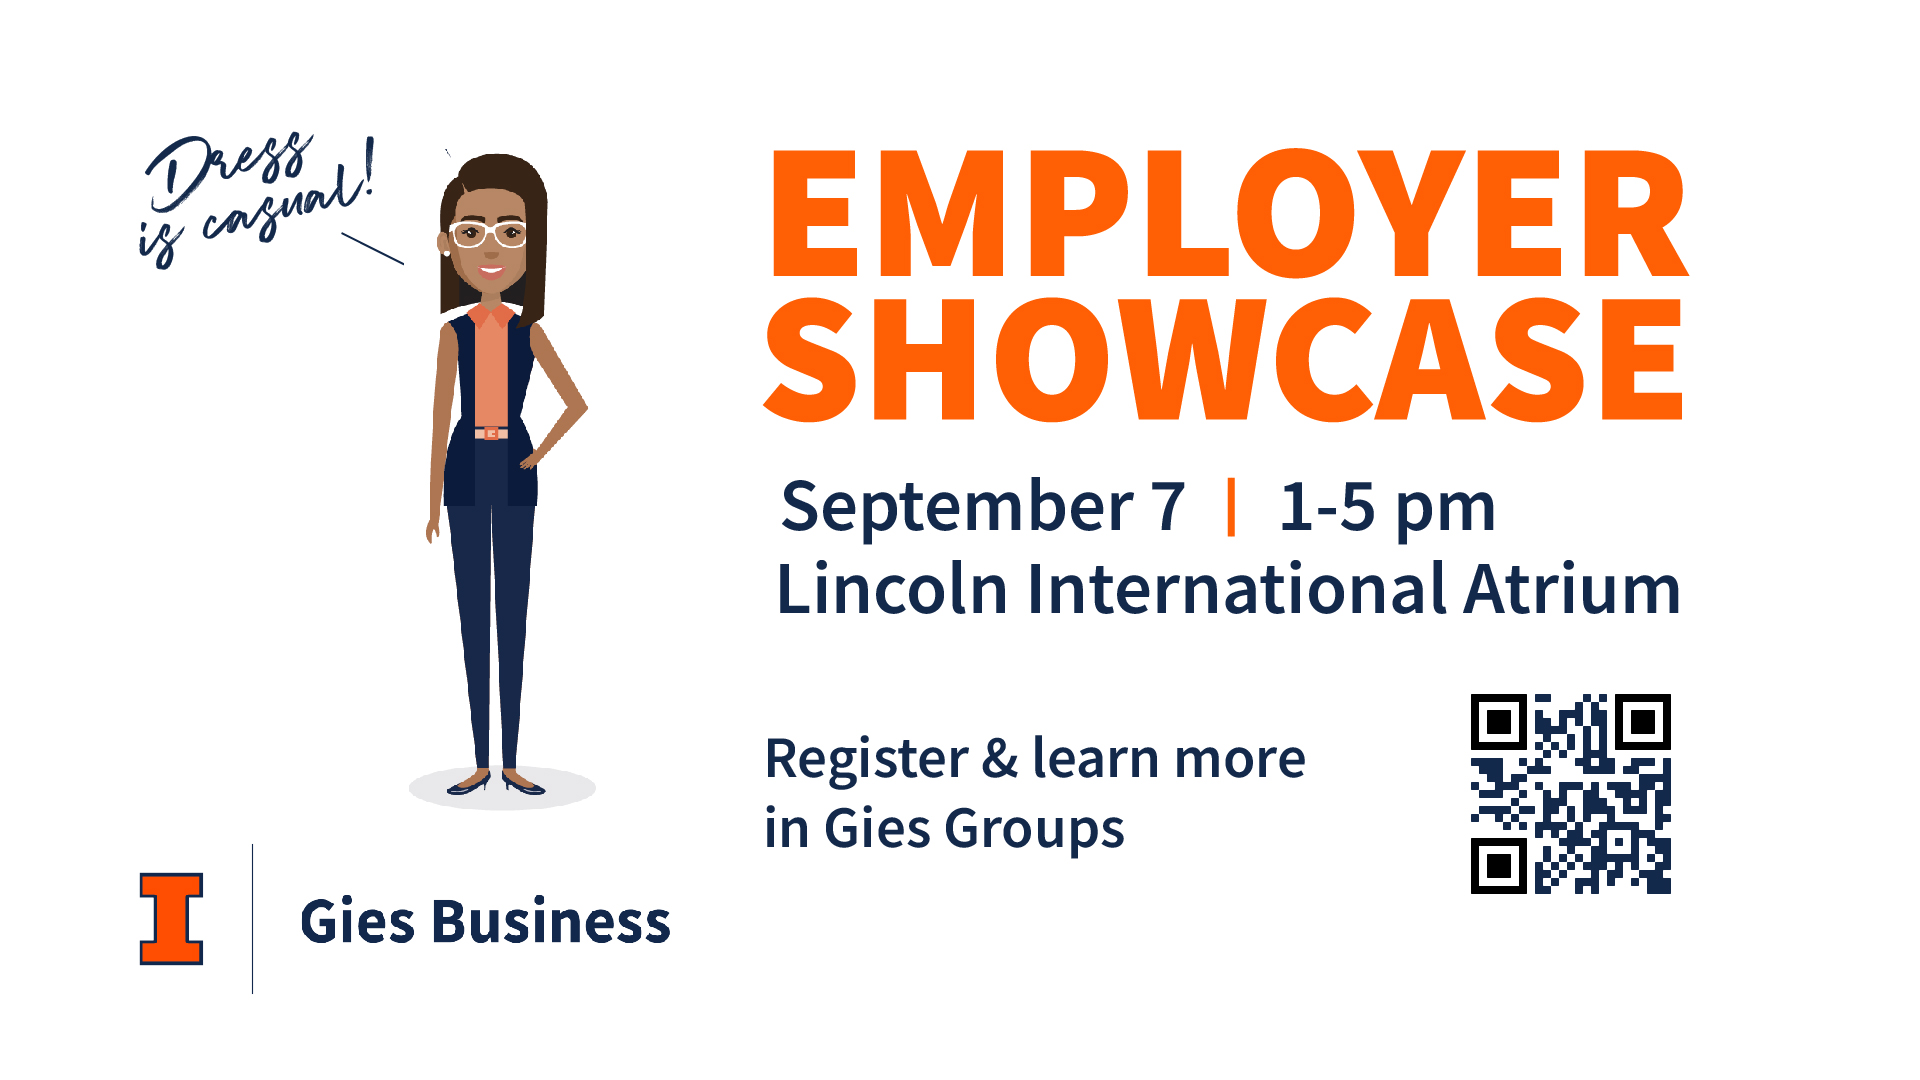 Dress
is casual!
EMPLOYER
SHOWCASE
September 7 | 1-5 pm
Lincoln International Atrium
Register & learn more
in Gies Groups
I
Gies Business